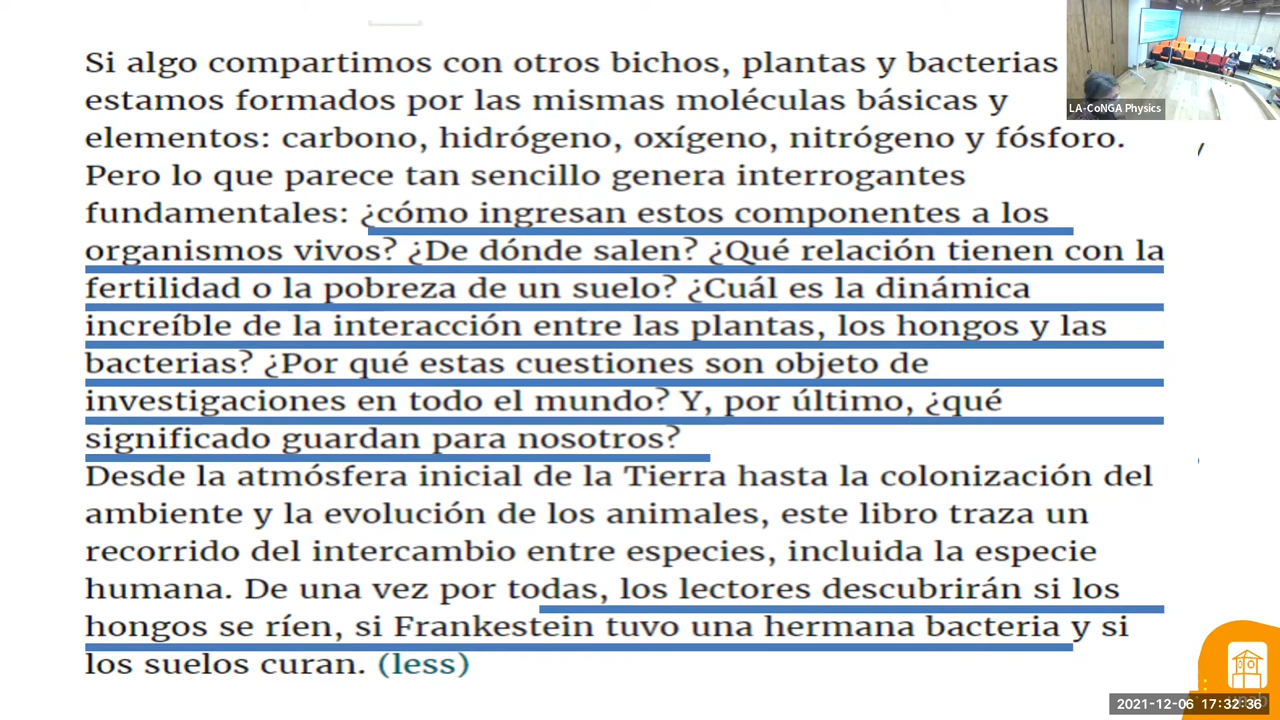 Si algo compartimos con otros bichos, plantas y bacterias
estamos formados por las mismas moléculas básicas y
elementos: carbono, hidrógeno, oxígeno, nitrógeno y fósforo.
Pero lo que parece tan sencillo genera interrogantes
fundamentales: ¿cómo ingresan estos componentes a los
organismos vivos? ¿De dónde salen? ¿Qué relación tienen con la
fertilidad o la pobreza de un suelo? ¿Cuál es la dinámica
increíble de la interacción entre las plantas, los hongos y las
bacterias? ¿Por qué estas cuestiones son objeto de
investigaciones en todo el mundo? Y, por último, ¿qué
significado guardan para nosotros?
Desde la atmósfera inicial de la Tierra hasta la colonización del
ambiente y la evolución de los animales, este libro traza un
recorrido del intercambio entre especies, incluida la especie
humana. De una vez por todas, los lectores descubrirán si los
hongos se ríen, si Frankestein tuvo una hermana bacteria y si
los suelos curan. (less)
LA-CoNGA Physics
y
2021-12-06 17:32:36